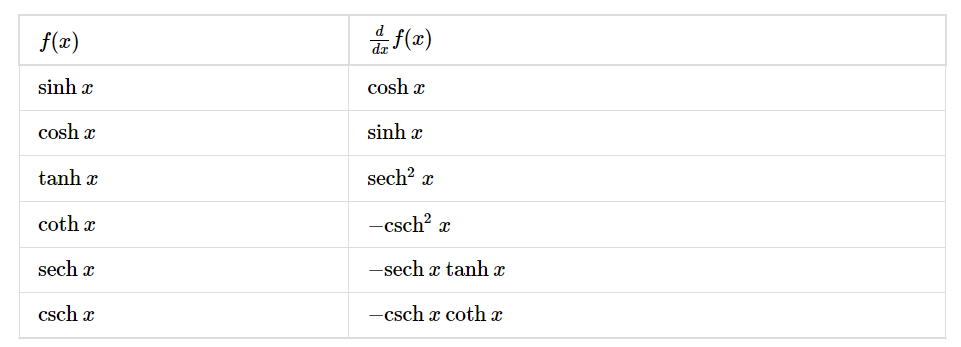 f(x) d/dx f(x)
sinh x cosh x
cosh x sinh x
tanh x sech² x
coth x −csch² x
sech x −sech x tanh x
csch x −csch x coth x